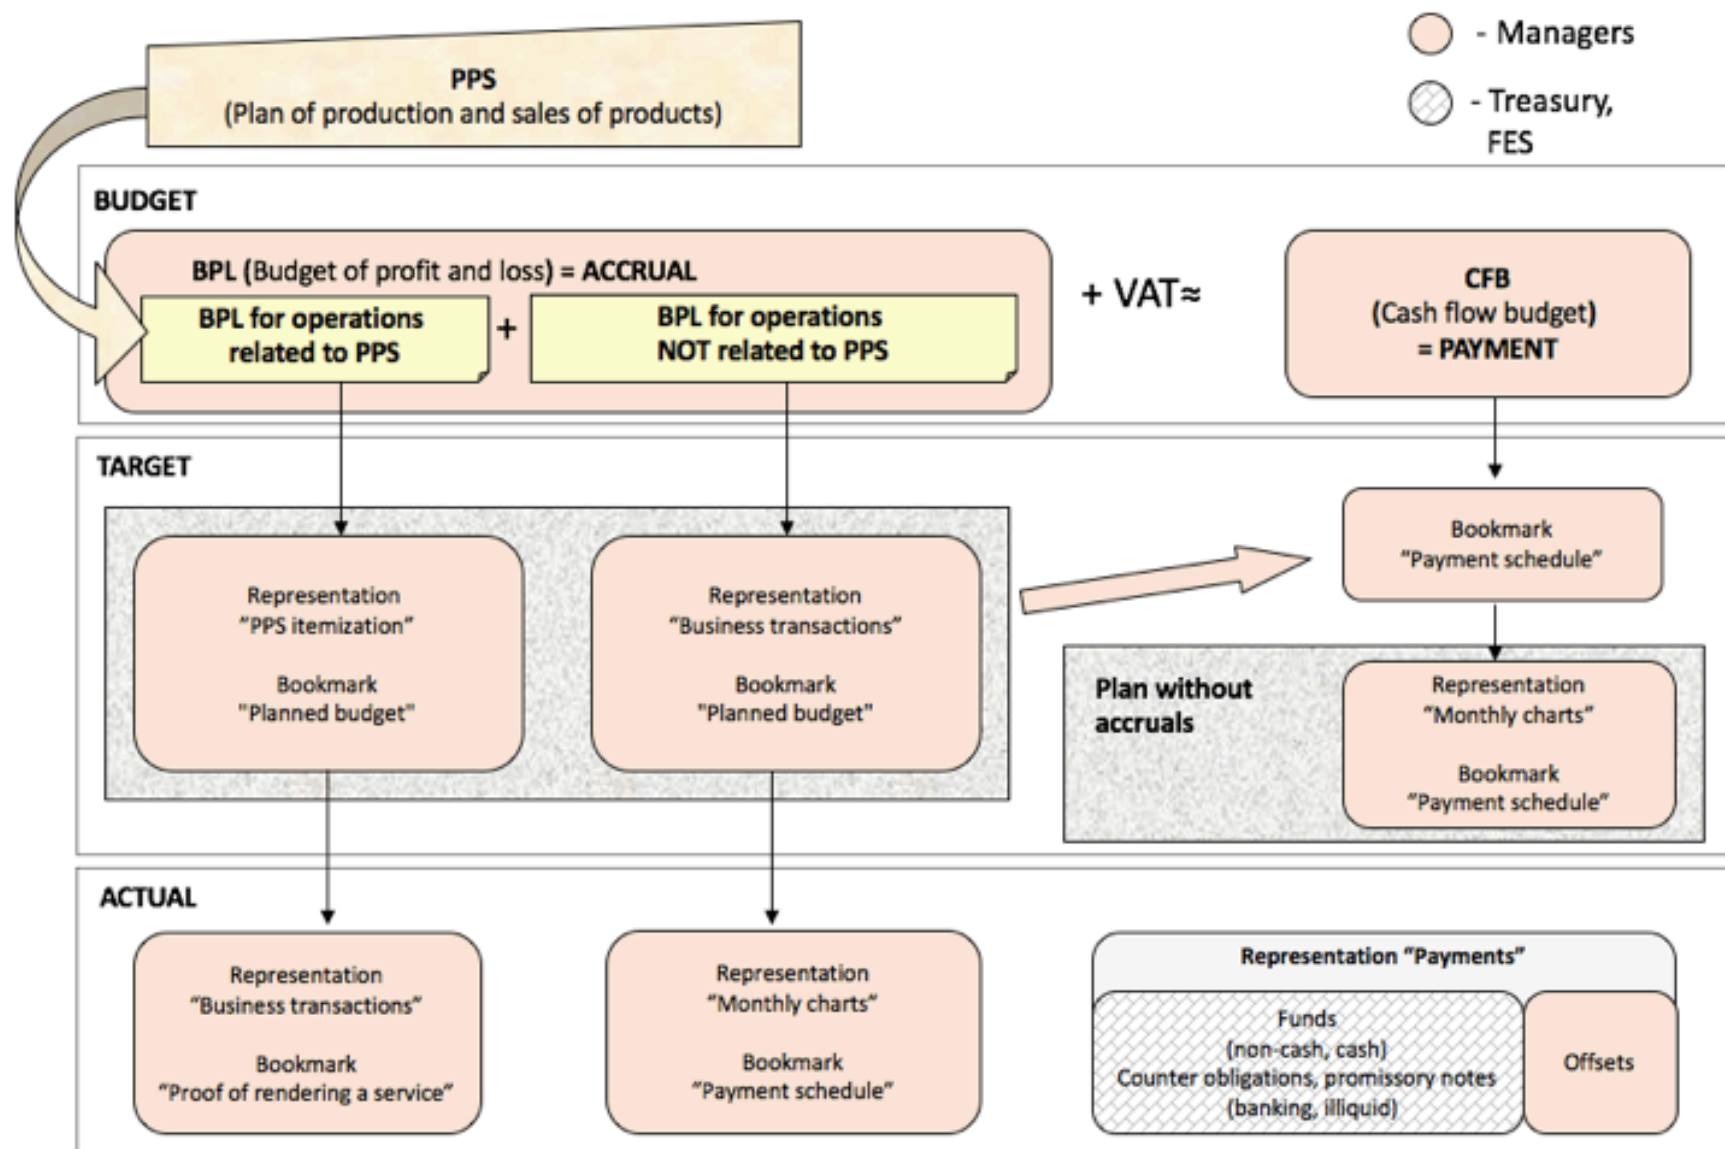 PPS
(Plan of production and sales of products)
- Managers
- Treasury,
FES
BUDGET
BPL (Budget of profit and loss) = ACCRUAL
BPL for operations
related to PPS
+
BPL for operations
NOT related to PPS
+ VAT≈
CFB
(Cash flow budget)
= PAYMENT
TARGET
Representation
“PPS itemization”
Bookmark
"Planned budget"
Representation
“Business transactions”
Bookmark
"Planned budget"
Bookmark
“Payment schedule”
Plan without
accruals
Representation
“Monthly charts”
Bookmark
“Payment schedule”
ACTUAL
Representation
“Business transactions”
Bookmark
“Proof of rendering a service”
Representation
“Monthly charts”
Bookmark
“Payment schedule”
Representation “Payments”
Funds
(non-cash, cash)
Counter obligations, promissory notes
(banking, illiquid)
Offsets